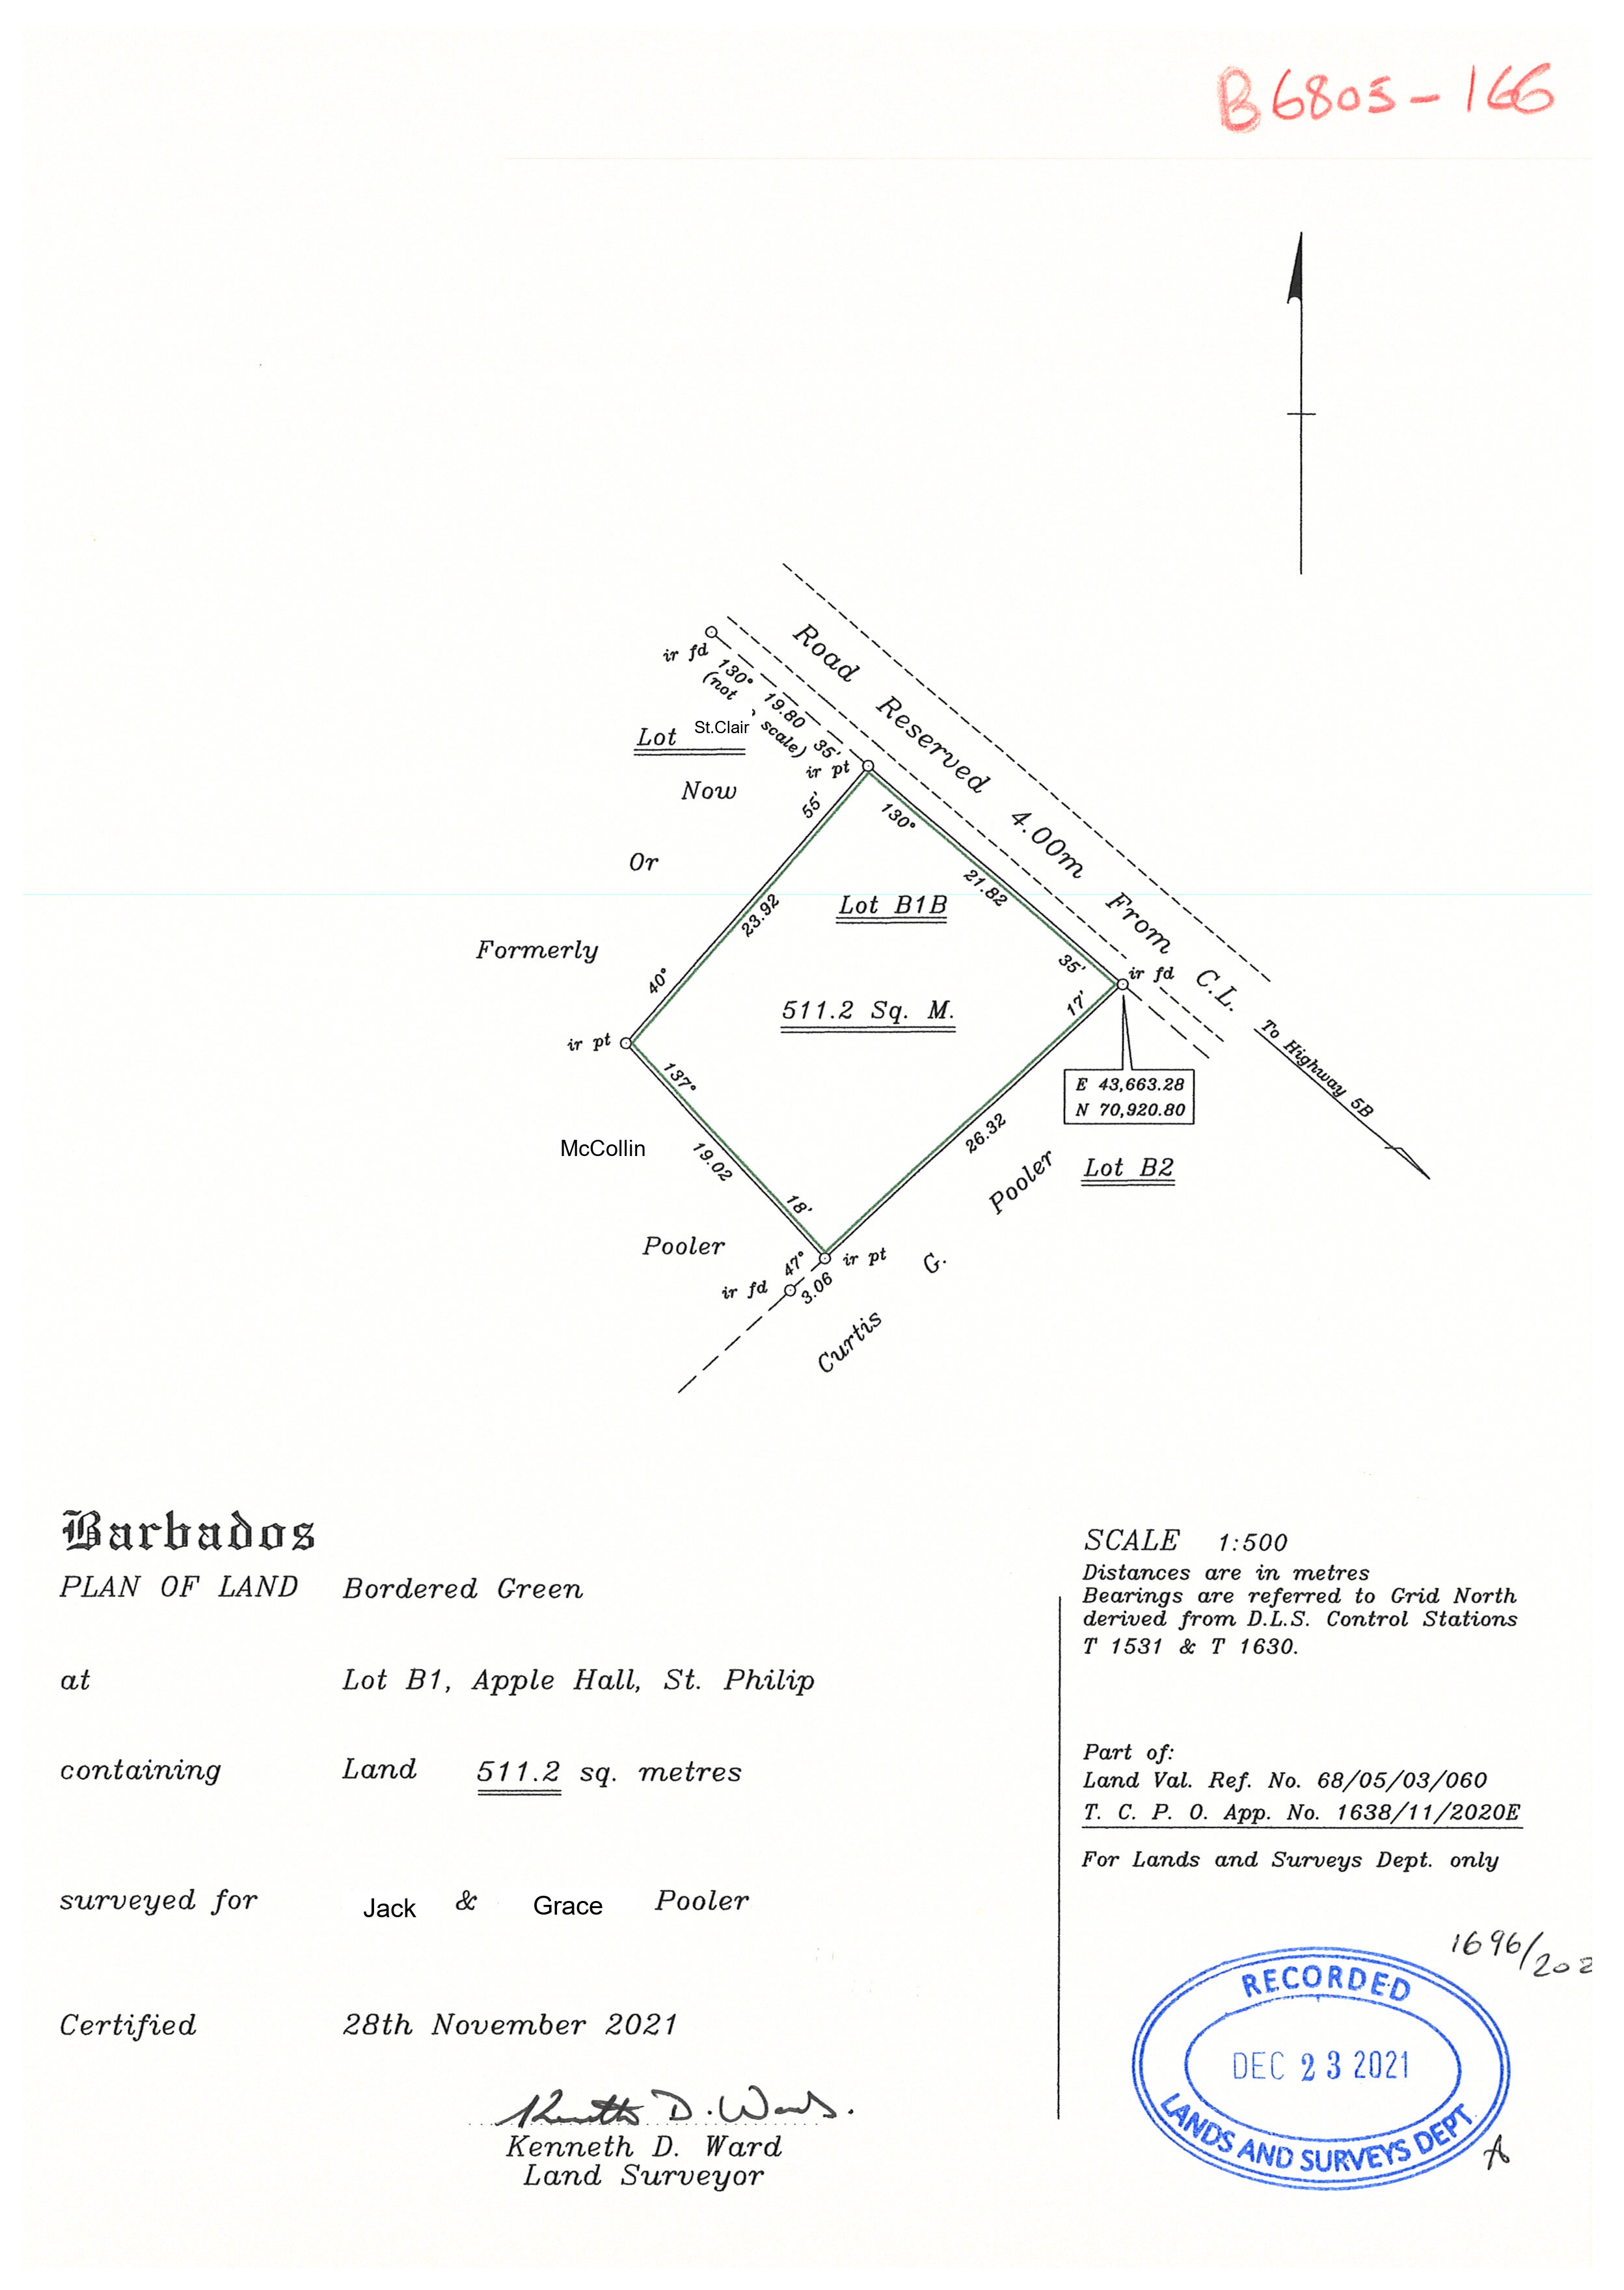 B6805-166
Road Reserved 4.00m From C.L.
To Highway 5B
ir fd
130° 19.80 35'
(not scale)
Lot St.Clair
ir pt
Now
55'
130°
Or
23.92
21.82
Lot B1B
Formerly
40°
35'
ir fd
17'
511.2 Sq. M.
ir pt
137°
E 43,663.28
N 70,920.80
26.32
McCollin
19.02
Lot B2
18'
Pooler
47°
ir pt
ir fd
3.06
Curtis G. Pooler
Barbados
PLAN OF LAND Bordered Green
at Lot B1, Apple Hall, St. Philip
containing Land 511.2 sq. metres
surveyed for Jack & Grace Pooler
Certified 28th November 2021
Kenneth D. Ward.
Kenneth D. Ward
Land Surveyor
SCALE 1:500
Distances are in metres
Bearings are referred to Grid North
derived from D.L.S. Control Stations
T 1531 & T 1630.
Part of:
Land Val. Ref. No. 68/05/03/060
T. C. P. O. App. No. 1638/11/2020E
For Lands and Surveys Dept. only
1696/202
RECORDED
DEC 23 2021
LANDS AND SURVEYS DEPT